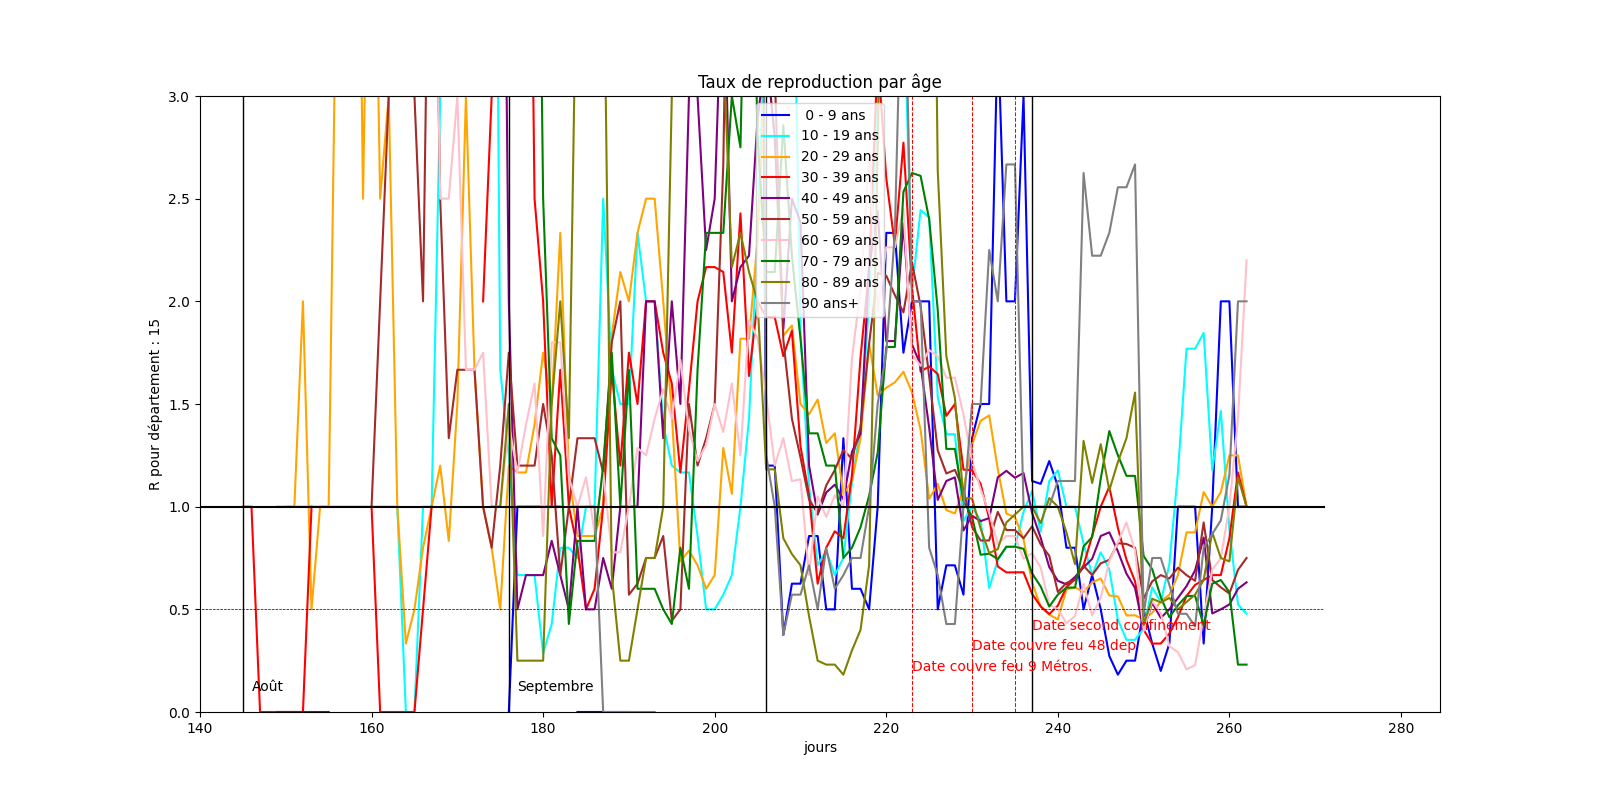 Taux de reproduction par âge
3.0
2.5
2.0
1.5
1.0
0.5
0.0
R pour département : 15
0 - 9 ans
10 - 19 ans
20 - 29 ans
30 - 39 ans
40 - 49 ans
50 - 59 ans
60 - 69 ans
70 - 79 ans
80 - 89 ans
90 ans+
Date second confinement
Date couvre feu 48 dep
Date couvre feu 9 Métros.
Août
Septembre
140
160
180
200
220
240
260
280
jours